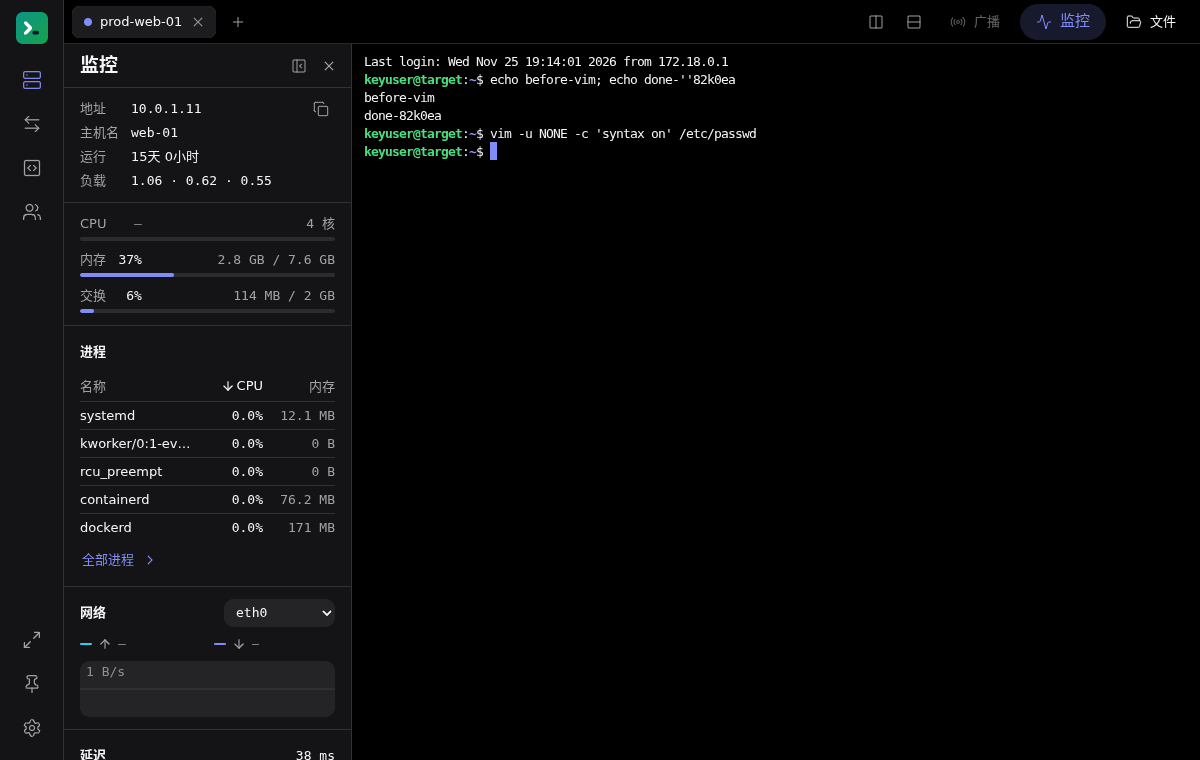 prod-web-01
广播
监控
文件
监控
地址 10.0.1.11
主机名 web-01
运行 15天 0小时
负载 1.06 · 0.62 · 0.55
CPU — 4 核
内存 37% 2.8 GB / 7.6 GB
交换 6% 114 MB / 2 GB
进程
名称 CPU 内存
systemd 0.0% 12.1 MB
kworker/0:1-ev… 0.0% 0 B
rcu_preempt 0.0% 0 B
containerd 0.0% 76.2 MB
dockerd 0.0% 171 MB
全部进程
网络 eth0
— —
1 B/s
延迟 38 ms
Last login: Wed Nov 25 19:14:01 2026 from 172.18.0.1
keyuser@target:~$ echo before-vim; echo done-''82k0ea
before-vim
done-82k0ea
keyuser@target:~$ vim -u NONE -c 'syntax on' /etc/passwd
keyuser@target:~$